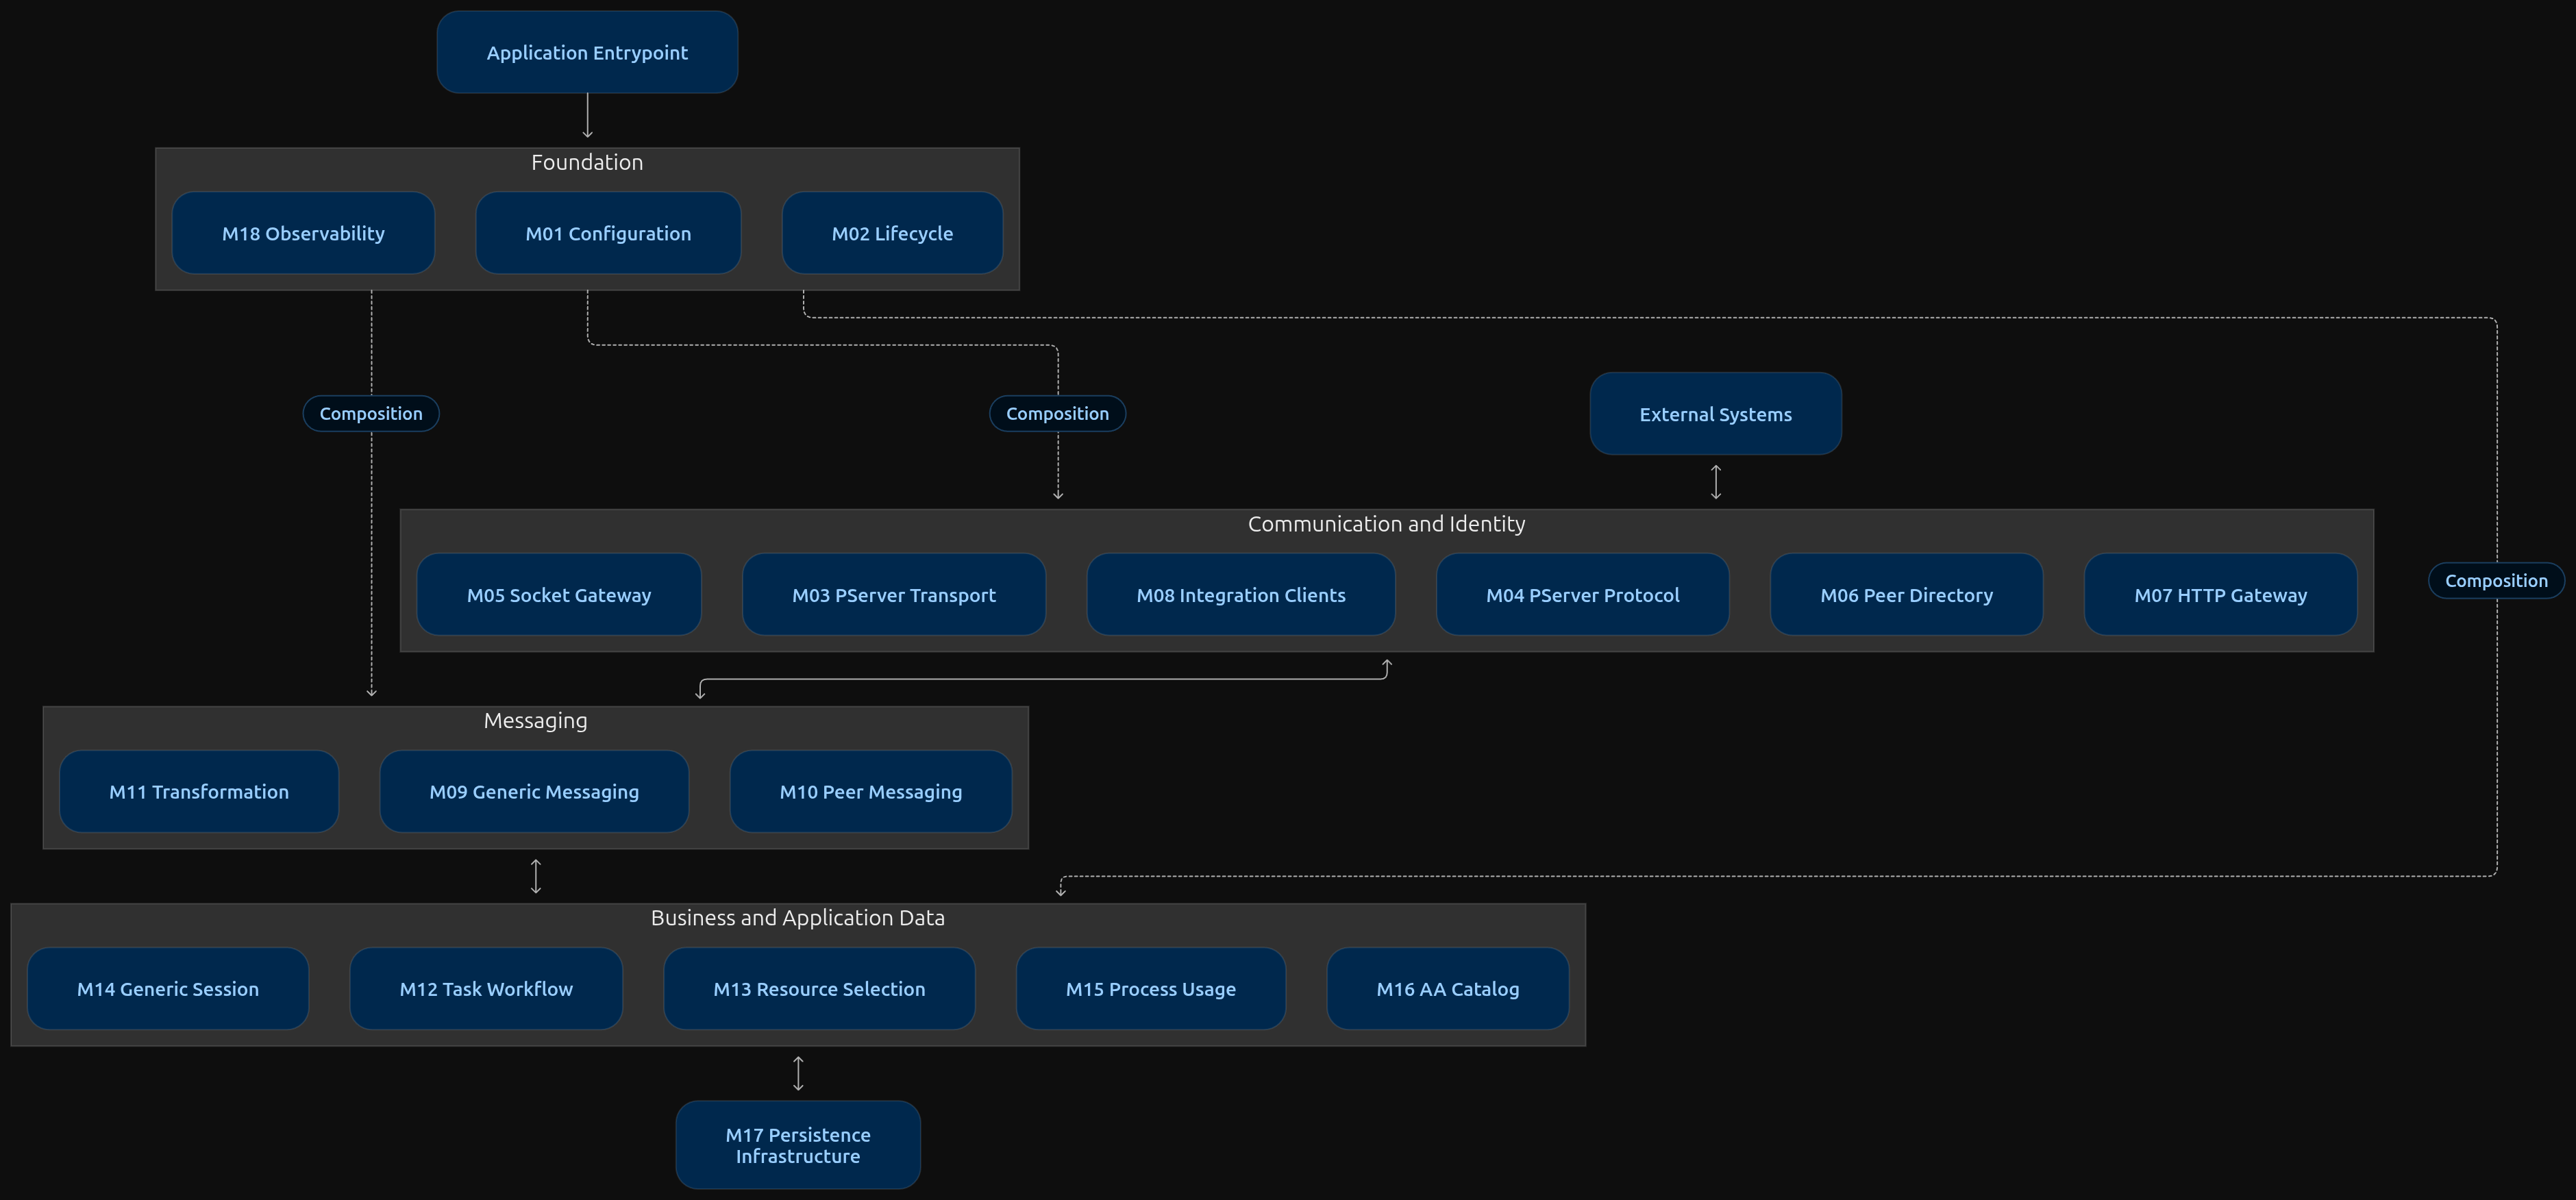 Application Entrypoint
Foundation
M18 Observability
M01 Configuration
M02 Lifecycle
Composition
Composition
External Systems
Communication and Identity
Composition
M05 Socket Gateway
M03 PServer Transport
M08 Integration Clients
M04 PServer Protocol
M06 Peer Directory
M07 HTTP Gateway
Messaging
M11 Transformation
M09 Generic Messaging
M10 Peer Messaging
Business and Application Data
M14 Generic Session
M12 Task Workflow
M13 Resource Selection
M15 Process Usage
M16 AA Catalog
M17 Persistence
Infrastructure